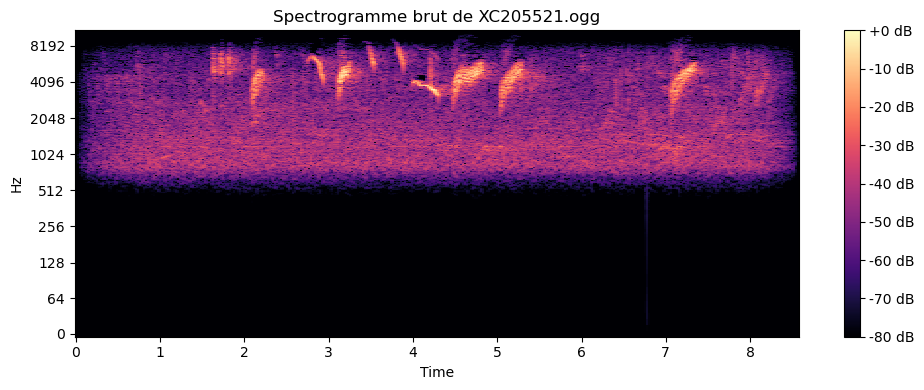 Spectrogramme brut de XC205521.ogg
Hz
8192
4096
2048
1024
512
256
128
64
0
0 1 2 3 4 5 6 7 8
Time
+0 dB
-10 dB
-20 dB
-30 dB
-40 dB
-50 dB
-60 dB
-70 dB
-80 dB